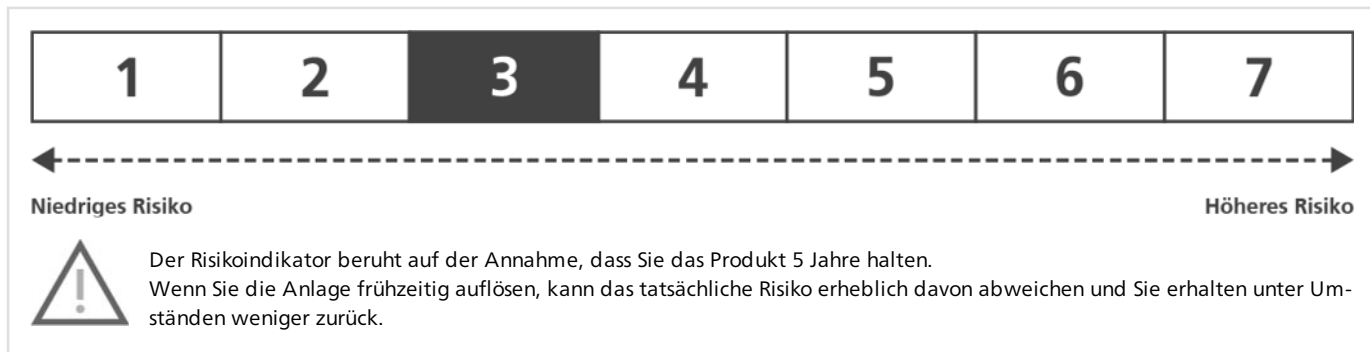 1 2 3 4 5 6 7
Niedriges Risiko Höheres Risiko
Der Risikoindikator beruht auf der Annahme, dass Sie das Produkt 5 Jahre halten.
Wenn Sie die Anlage frühzeitig auflösen, kann das tatsächliche Risiko erheblich davon abweichen und Sie erhalten unter Um-
ständen weniger zurück.